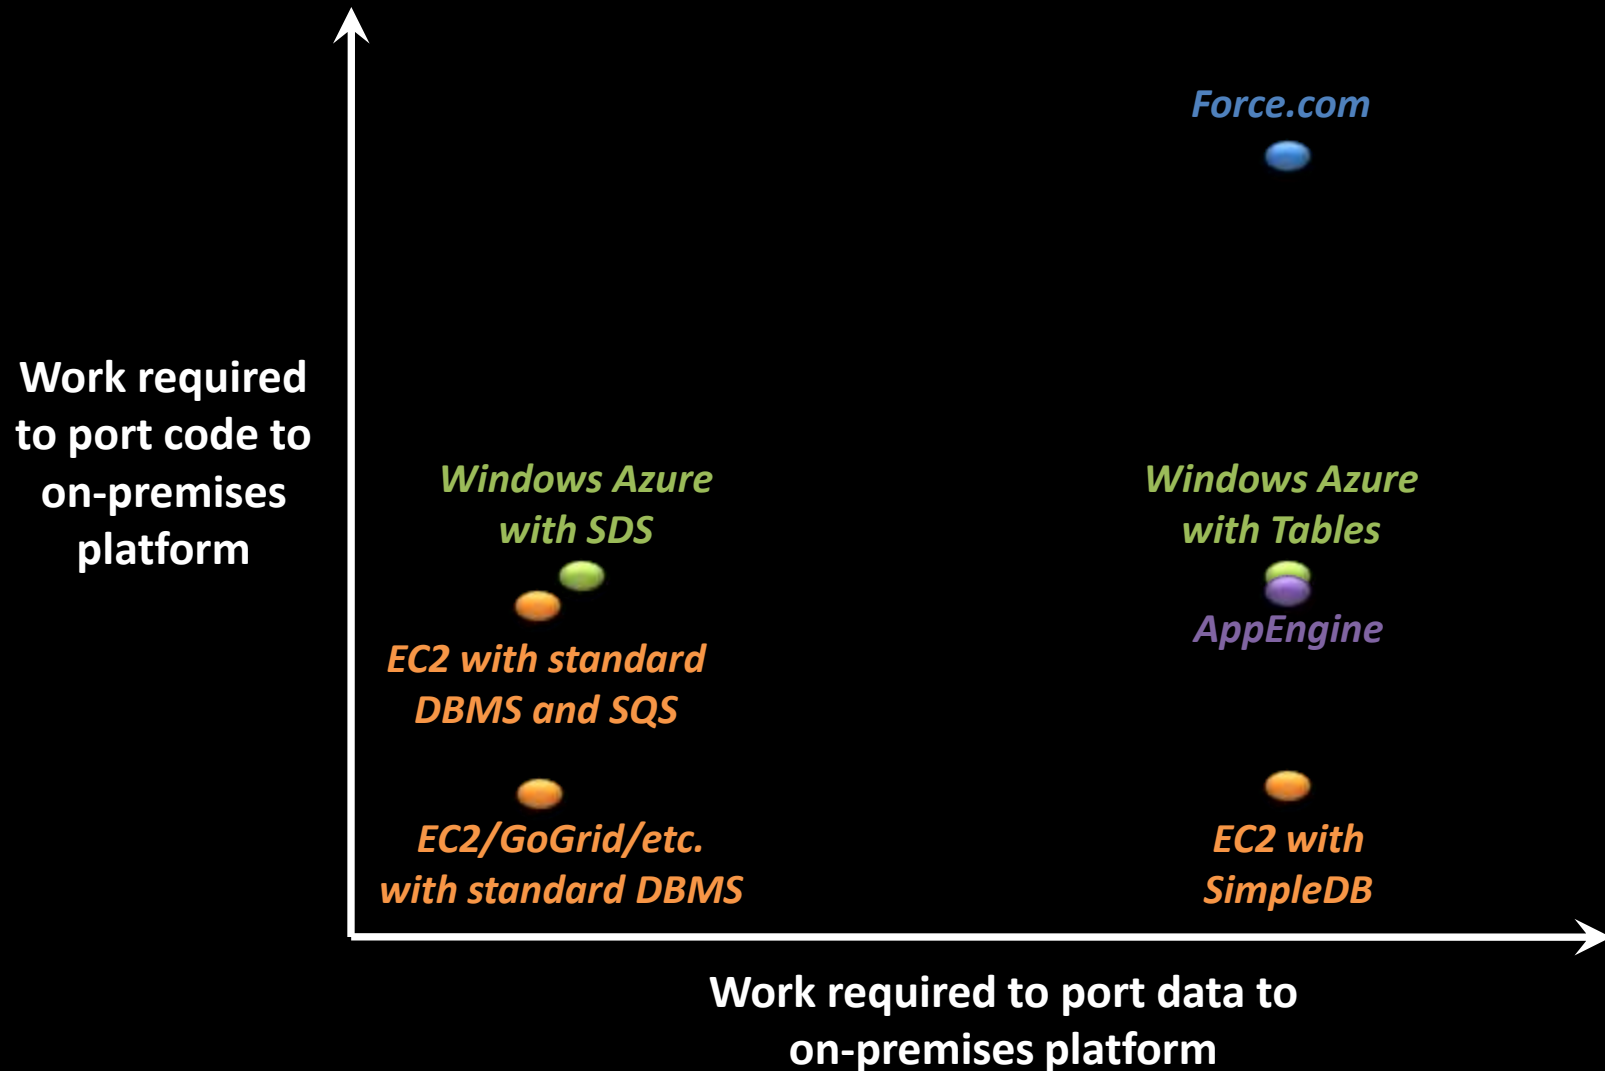 Force.com
Work required
to port code to
on-premises
platform
Windows Azure
with SDS
Windows Azure
with Tables
AppEngine
EC2 with standard
DBMS and SQS
EC2/GoGrid/etc.
with standard DBMS
EC2 with
SimpleDB
Work required to port data to
on-premises platform